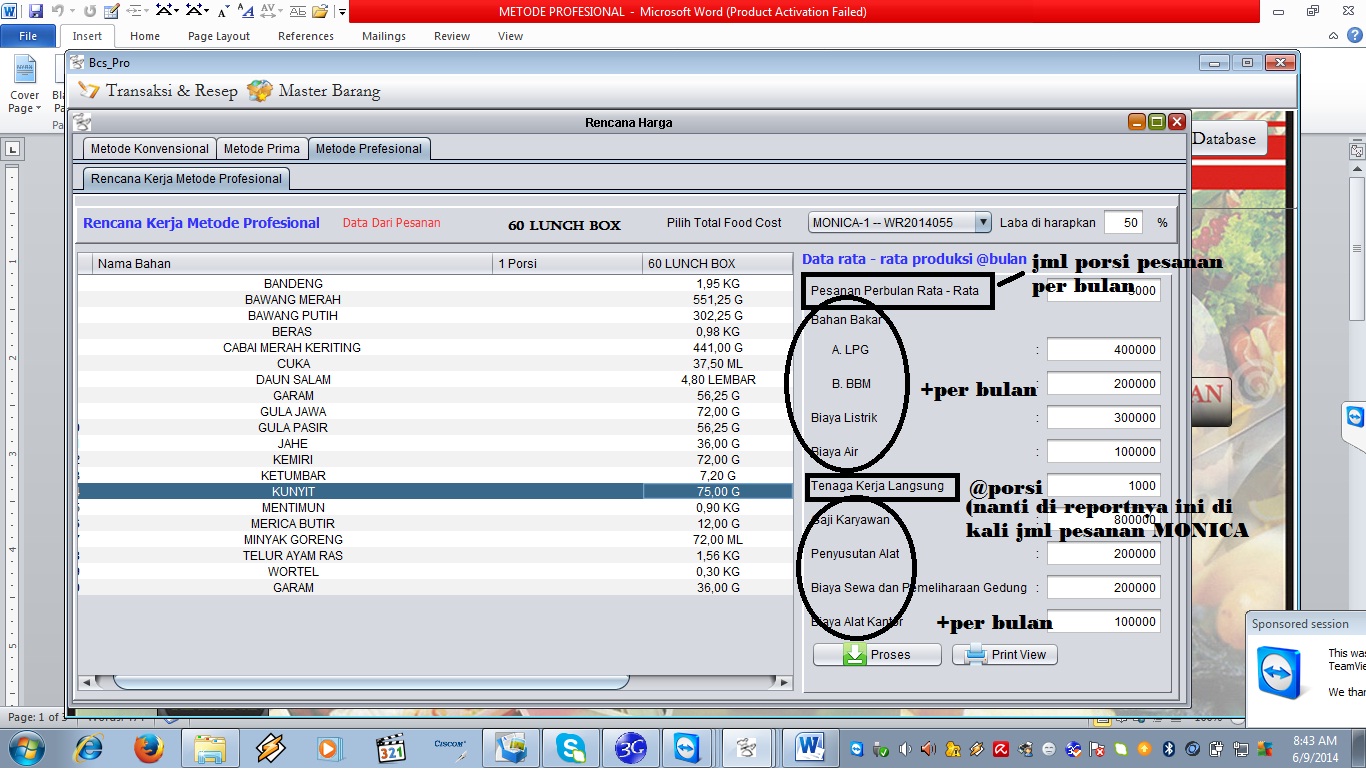 METODE PROFESIONAL - Microsoft Word (Product Activation Failed)
File Insert Home Page Layout References Mailings Review View
Cover
Page
Bcs_Pro
Transaksi & Resep Master Barang
Rencana Harga
Database
Metode Konvensional Metode Prima Metode Prefesional
Rencana Kerja Metode Profesional
Rencana Kerja Metode Profesional Data Dari Pesanan 60 LUNCH BOX Pilih Total Food Cost MONICA-1 -- WR2014055 Laba di harapkan 50 %
Nama Bahan 1 Porsi 60 LUNCH BOX
BANDENG 1,95 KG
BAWANG MERAH 551,25 G
BAWANG PUTIH 302,25 G
BERAS 0,98 KG
CABAI MERAH KERITING 441,00 G
CUKA 37,50 ML
DAUN SALAM 4,80 LEMBAR
GARAM 56,25 G
GULA JAWA 72,00 G
GULA PASIR 56,25 G
JAHE 36,00 G
KEMIRI 72,00 G
KETUMBAR 7,20 G
KUNYIT 75,00 G
MENTIMUN 0,90 KG
MERICA BUTIR 12,00 G
MINYAK GORENG 72,00 ML
TELUR AYAM RAS 1,56 KG
WORTEL 0,30 KG
GARAM 36,00 G
Data rata - rata produksi @bulan
jml porsi pesanan
per bulan
Pesanan Perbulan Rata - Rata
Bahan Bakar
A. LPG : 400000
B. BBM : 200000
+per bulan
Biaya Listrik : 300000
Biaya Air : 100000
Tenaga Kerja Langsung 1000
@porsi
(nanti di reportnya ini di
kali jml pesanan MONICA
Gaji Karyawan 800000
Penyusutan Alat : 200000
Biaya Sewa dan Pemeliharaan Gedung : 200000
Biaya Alat Kantor 100000
+per bulan
Proses Print View
Sponsored session
This was
TeamVie
We than
Page: 1 of 3
8:43 AM
6/9/2014